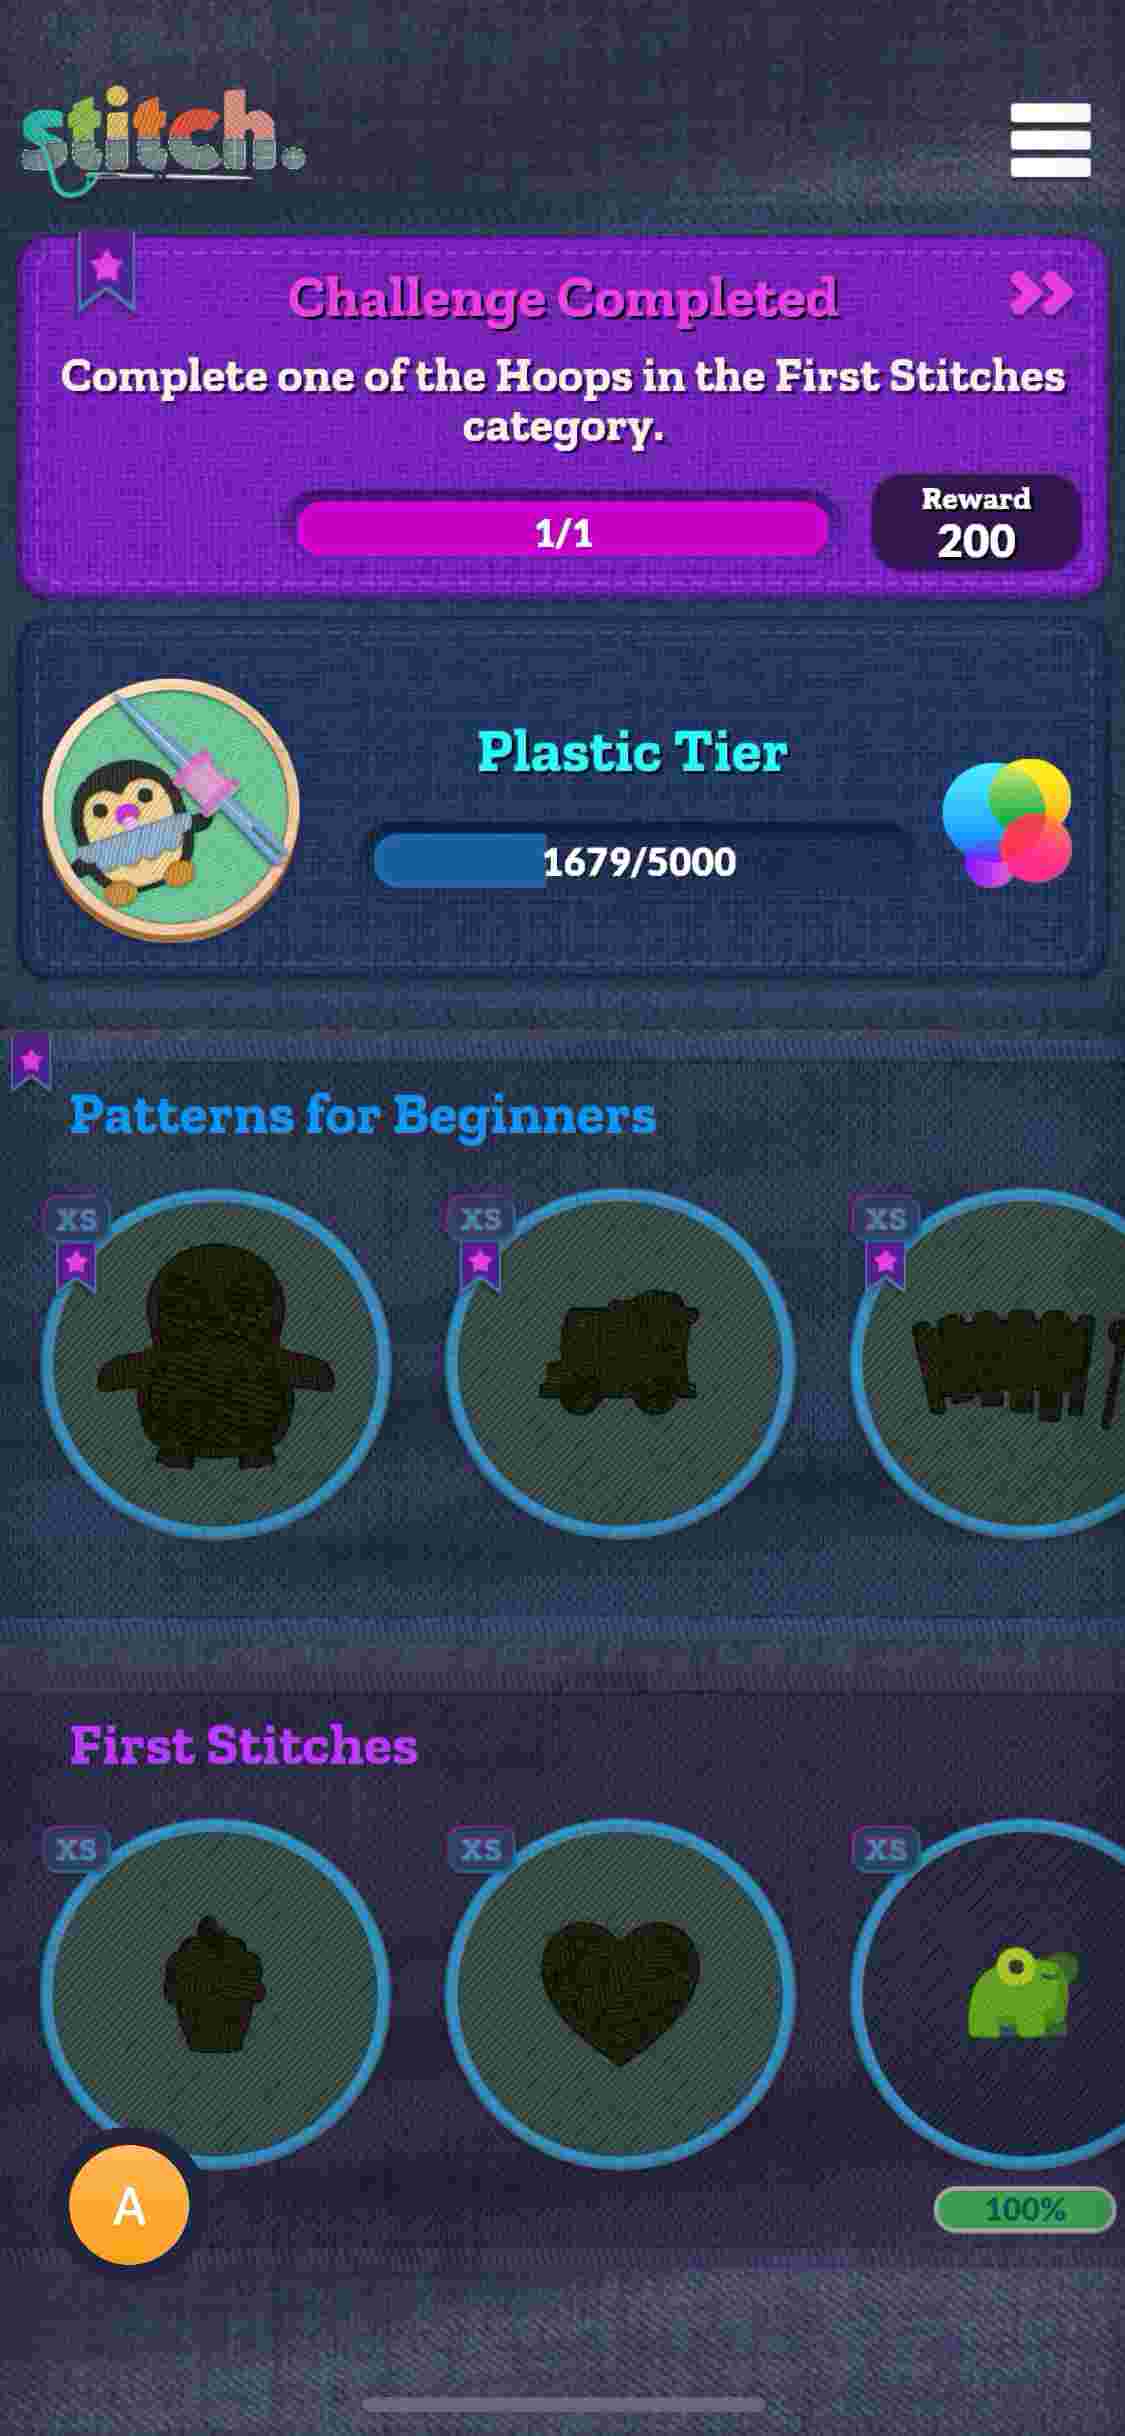 stitch.
Challenge Completed
Complete one of the Hoops in the First Stitches
category.
1/1
Reward
200
Plastic Tier
1679/5000
Patterns for Beginners
XS
XS
XS
First Stitches
XS
XS
XS
A
100%